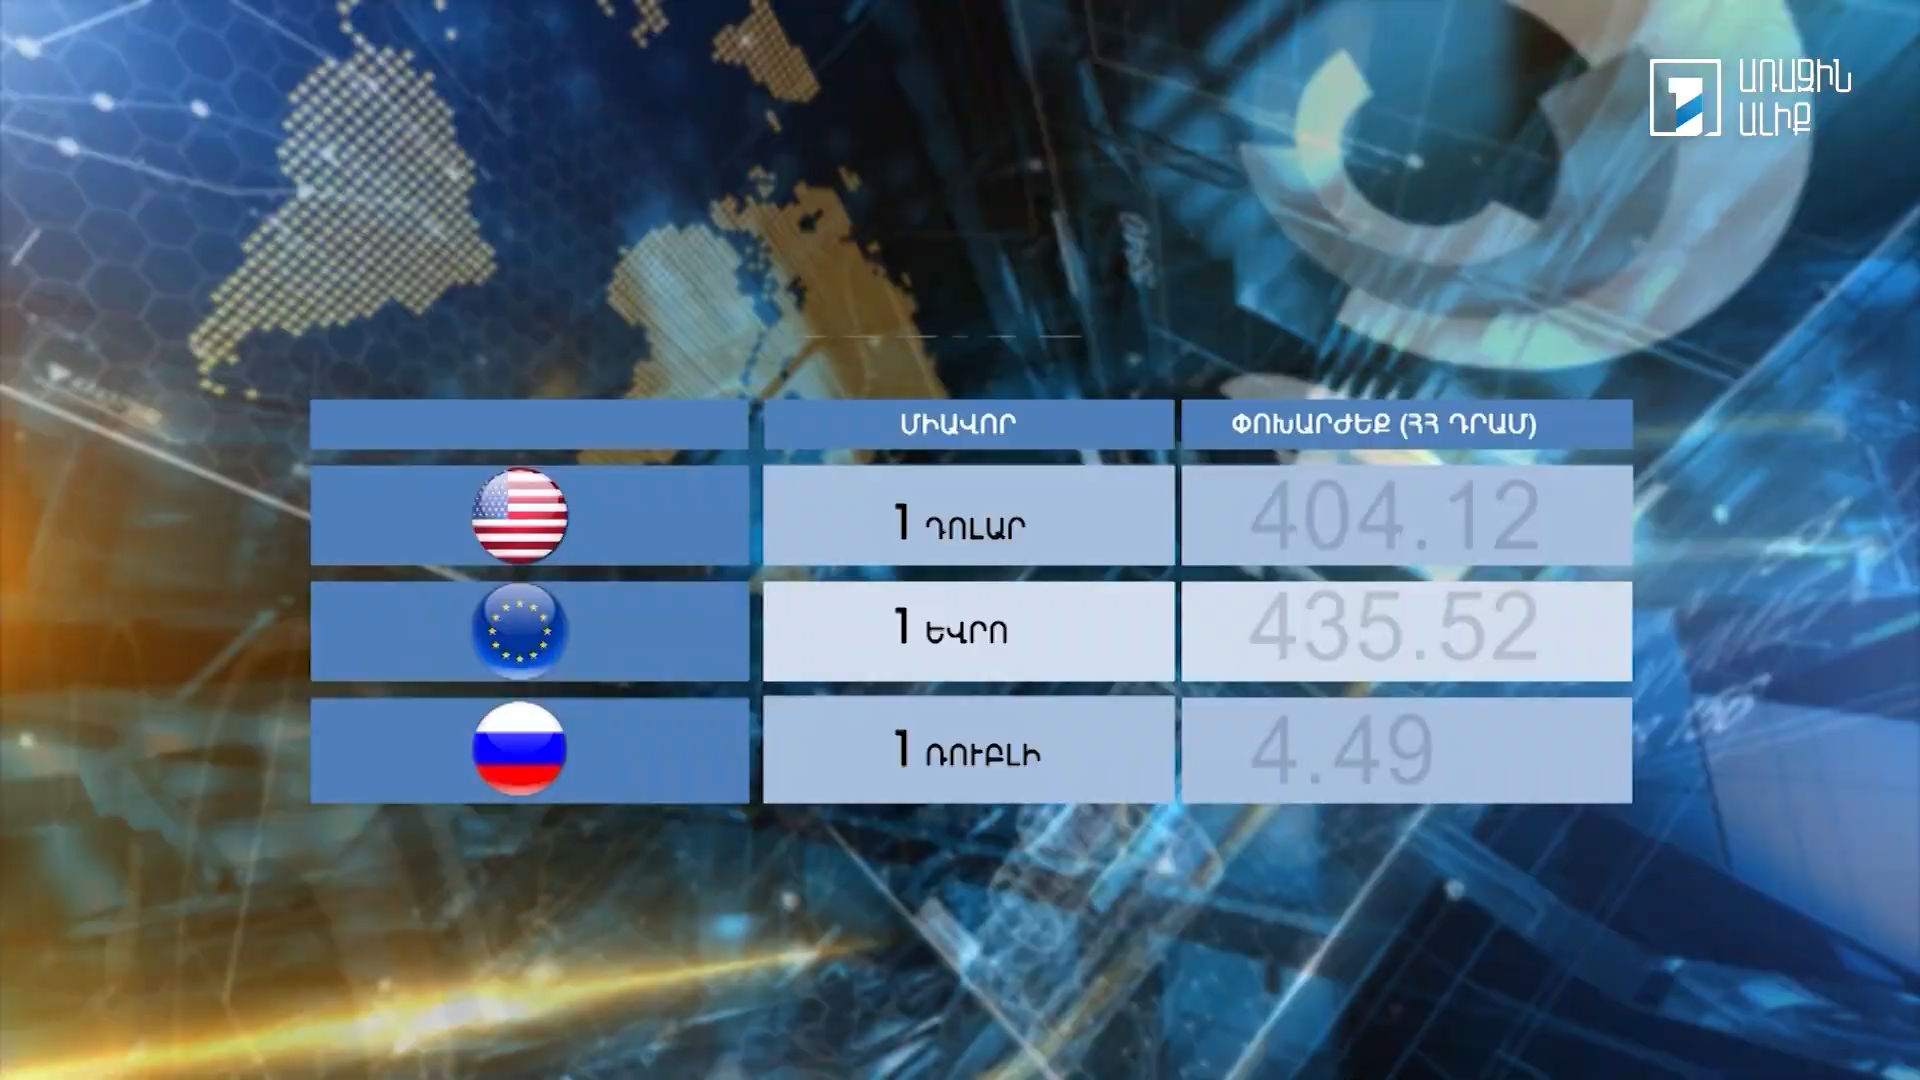 ԱՌԱՋԻՆ
ԱԼԻՔ
ՄԻԱՎՈՐ
ՓՈԽԱՐԺԵՔ (ՀՀ ԴՐԱՄ)
1 ԴՈԼԱՐ
404.12
1 ԵՎՐՈ
435.52
1 ՌՈՒԲԼԻ
4.49